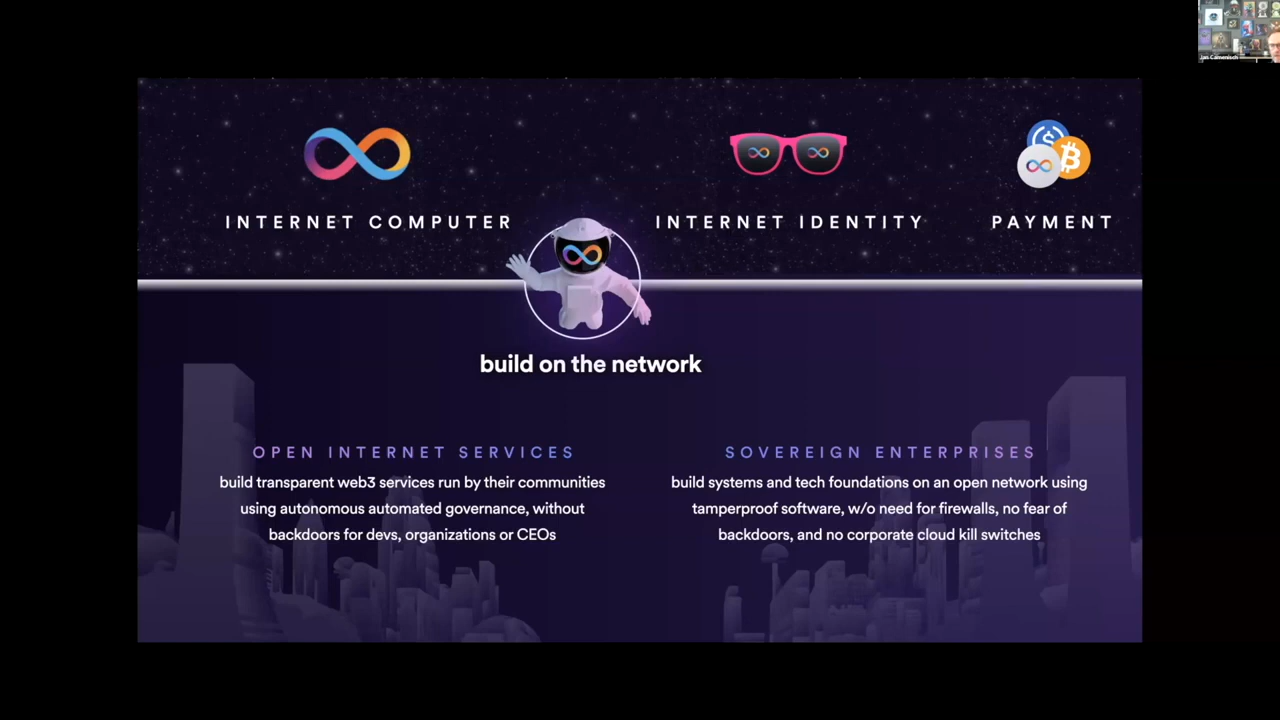 Jan Camenisch
INTERNET COMPUTER
INTERNET IDENTITY
PAYMENT
build on the network
OPEN INTERNET SERVICES
build transparent web3 services run by their communities
using autonomous automated governance, without
backdoors for devs, organizations or CEOs
SOVEREIGN ENTERPRISES
build systems and tech foundations on an open network using
tamperproof software, w/o need for firewalls, no fear of
backdoors, and no corporate cloud kill switches